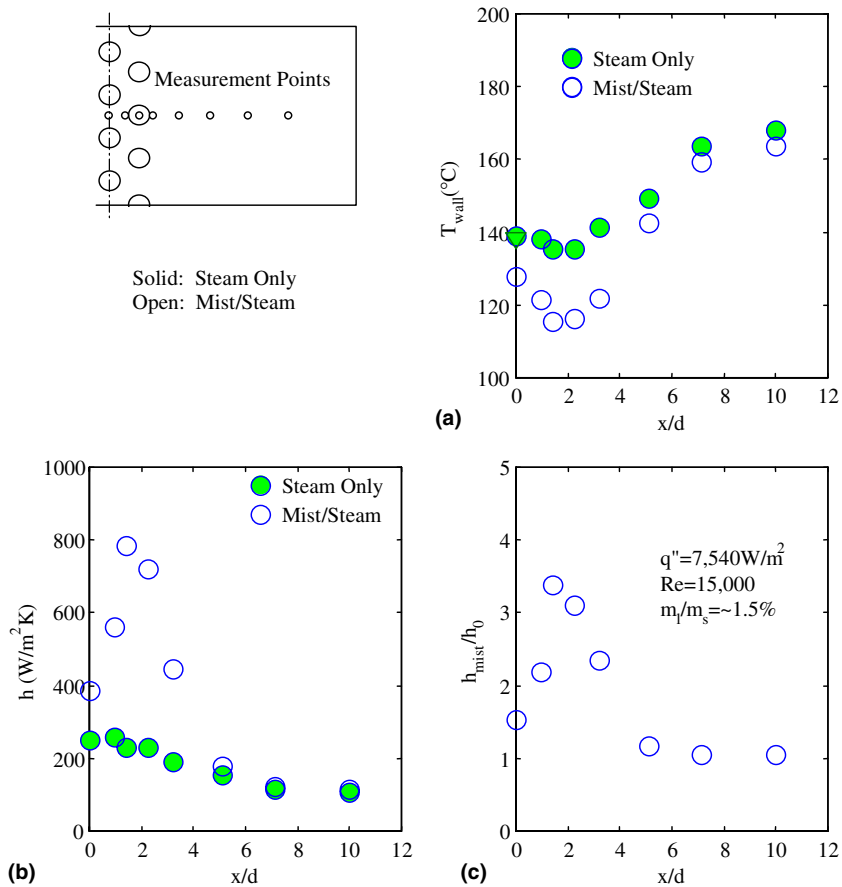 Measurement Points
Solid: Steam Only
Open: Mist/Steam
200
180
160
140
120
100
T_wall(°C)
Steam Only
Mist/Steam
0 2 4 6 8 10 12
x/d
(a)
1000
800
600
400
200
0
h (W/m²K)
Steam Only
Mist/Steam
0 2 4 6 8 10 12
x/d
(b)
5
4
3
2
1
0
h_mist/h_0
q"=7,540W/m²
Re=15,000
m_l/m_s=~1.5%
0 2 4 6 8 10 12
x/d
(c)